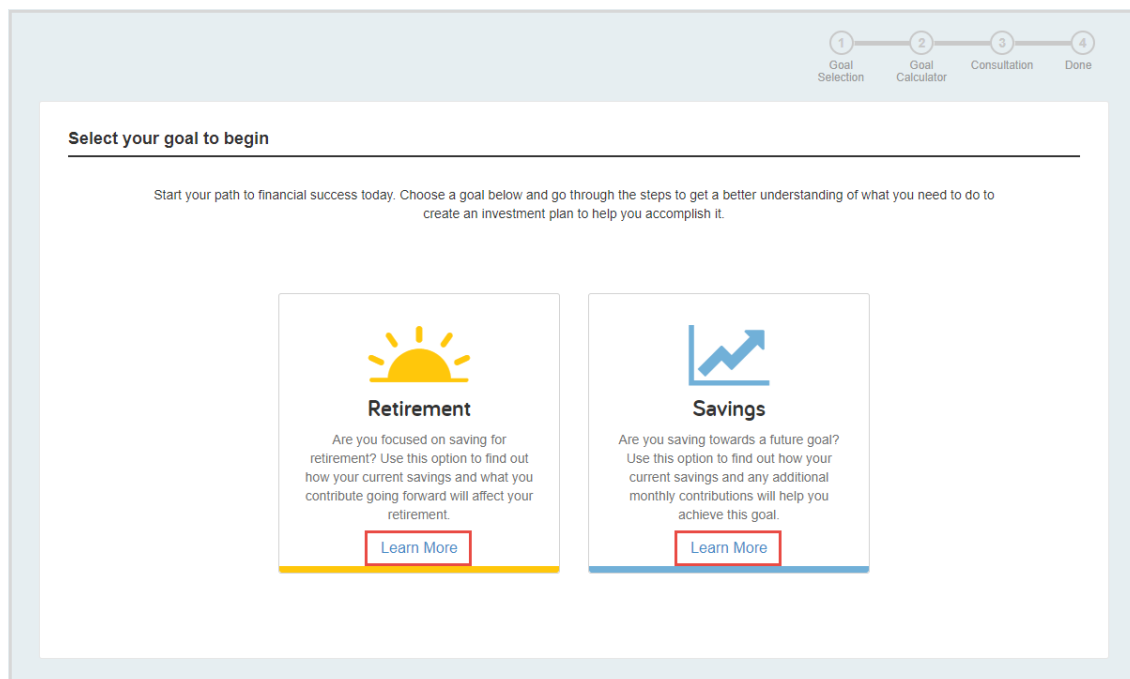 1
2
3
4
Goal
Selection
Goal
Calculator
Consultation
Done
Select your goal to begin
Start your path to financial success today. Choose a goal below and go through the steps to get a better understanding of what you need to do to
create an investment plan to help you accomplish it.
Retirement
Are you focused on saving for
retirement? Use this option to find out
how your current savings and what you
contribute going forward will affect your
retirement.
Learn More
Savings
Are you saving towards a future goal?
Use this option to find out how your
current savings and any additional
monthly contributions will help you
achieve this goal.
Learn More